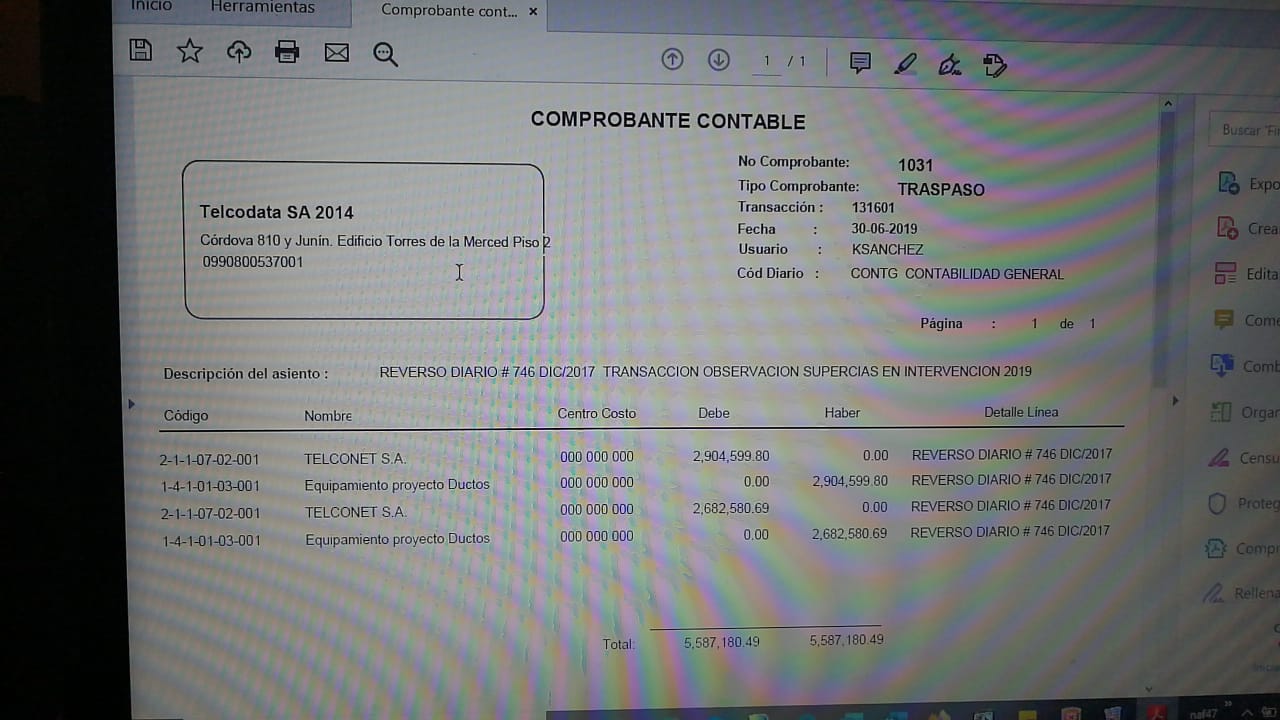 Inicio Herramientas Comprobante cont... ×
1 / 1
COMPROBANTE CONTABLE
Buscar "Fi
No Comprobante: 1031
Tipo Comprobante: TRASPASO
Transacción : 131601
Fecha : 30-06-2019
Usuario : KSANCHEZ
Cód Diario : CONTG CONTABILIDAD GENERAL
Telcodata SA 2014
Córdova 810 y Junín. Edificio Torres de la Merced Piso 2
0990800537001
Página : 1 de 1
Descripción del asiento : REVERSO DIARIO # 746 DIC/2017 TRANSACCION OBSERVACION SUPERCIAS EN INTERVENCION 2019
Código Nombre Centro Costo Debe Haber Detalle Línea
2-1-1-07-02-001 TELCONET S.A. 000 000 000 2,904,599.80 0.00 REVERSO DIARIO # 746 DIC/2017
1-4-1-01-03-001 Equipamiento proyecto Ductos 000 000 000 0.00 2,904,599.80 REVERSO DIARIO # 746 DIC/2017
2-1-1-07-02-001 TELCONET S.A. 000 000 000 2,682,580.69 0.00 REVERSO DIARIO # 746 DIC/2017
1-4-1-01-03-001 Equipamiento proyecto Ductos 000 000 000 0.00 2,682,580.69 REVERSO DIARIO # 746 DIC/2017
Total: 5,587,180.49 5,587,180.49
Expo
Crea
Edita
Come
Comb
Organ
Censu
Proteg
Compr
Rellena
naf47